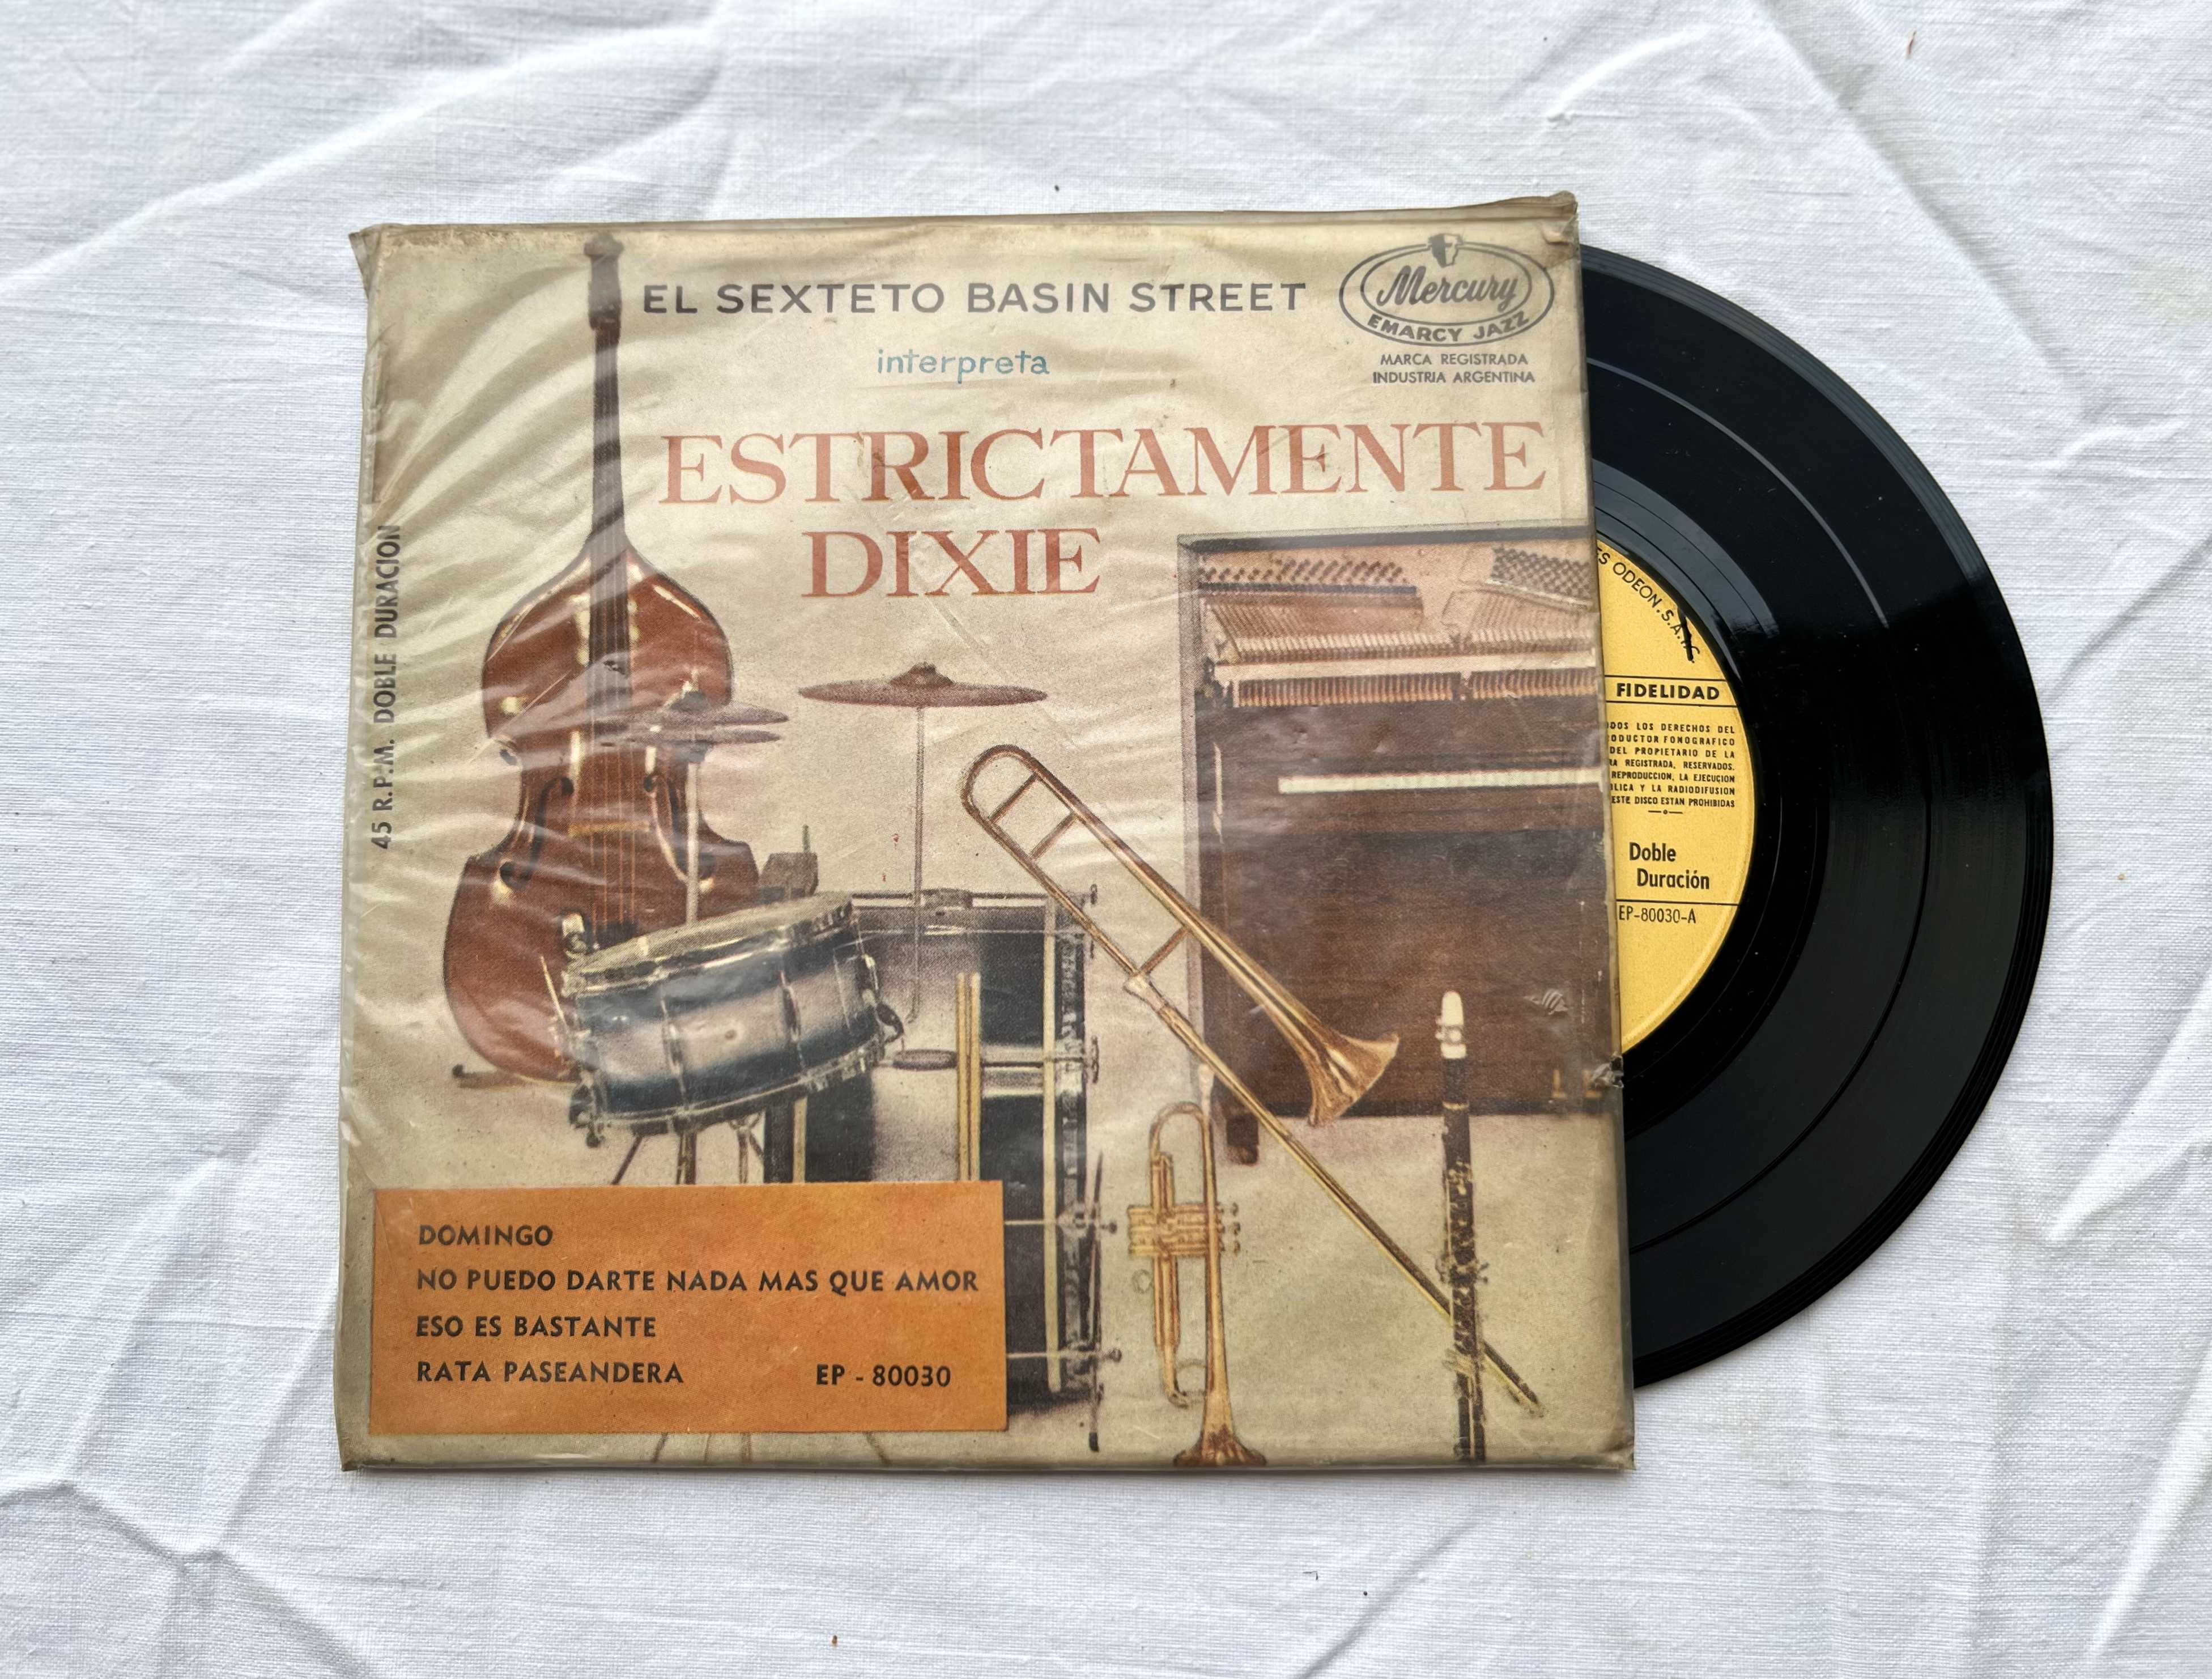 EL SEXTETO BASIN STREET
interpreta
ESTRICTAMENTE
DIXIE
Mercury
EMARCY JAZZ
MARCA REGISTRADA
INDUSTRIA ARGENTINA
45 R.P.M. DOBLE DURACION
DOMINGO
NO PUEDO DARTE NADA MAS QUE AMOR
ESO ES BASTANTE
RATA PASEANDERA EP - 80030
ODEON. S.A.I.C.
FIDELIDAD
LOS DERECHOS DEL
FONOGRAFICO
DEL PROPIETARIO DE LA
REGISTRADA, RESERVADOS.
REPRODUCCION, LA EJECUCION
Y LA RADIODIFUSION
ESTE DISCO ESTAN PROHIBIDAS
Doble
Duración
EP-80030-A